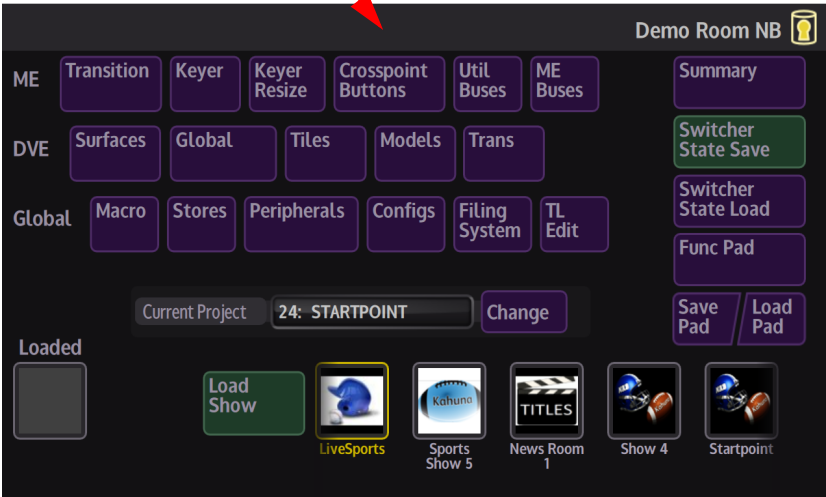 Demo Room NB
ME
Transition
Keyer
Keyer
Resize
Crosspoint
Buttons
Util
Buses
ME
Buses
Summary
DVE
Surfaces
Global
Tiles
Models
Trans
Switcher
State Save
Global
Macro
Stores
Peripherals
Configs
Filing
System
TL
Edit
Switcher
State Load
Func Pad
Current Project
24: STARTPOINT
Change
Save
Pad
Load
Pad
Loaded
Load
Show
Kahuna
TITLES
LiveSports
Sports
Show 5
News Room
1
Show 4
Startpoint